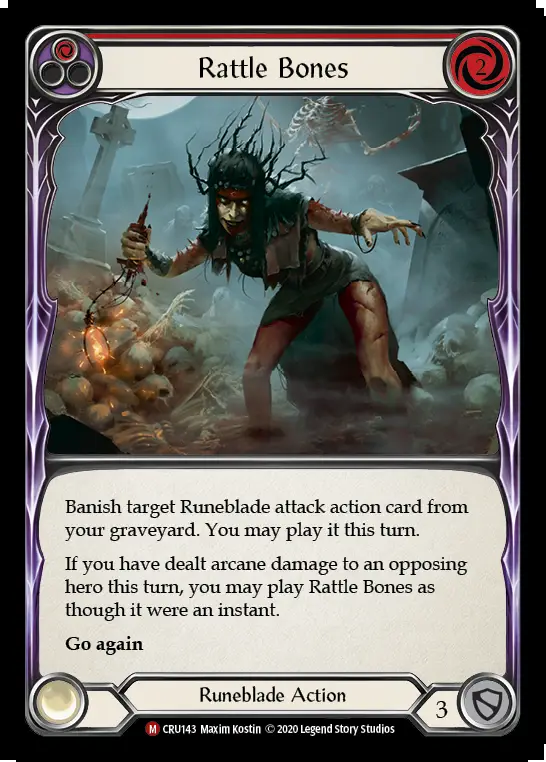 Rattle Bones
2
Banish target Runeblade attack action card from
your graveyard. You may play it this turn.
If you have dealt arcane damage to an opposing
hero this turn, you may play Rattle Bones as
though it were an instant.
Go again
Runeblade Action
3
M CRU143 Maxim Kostin © 2020 Legend Story Studios